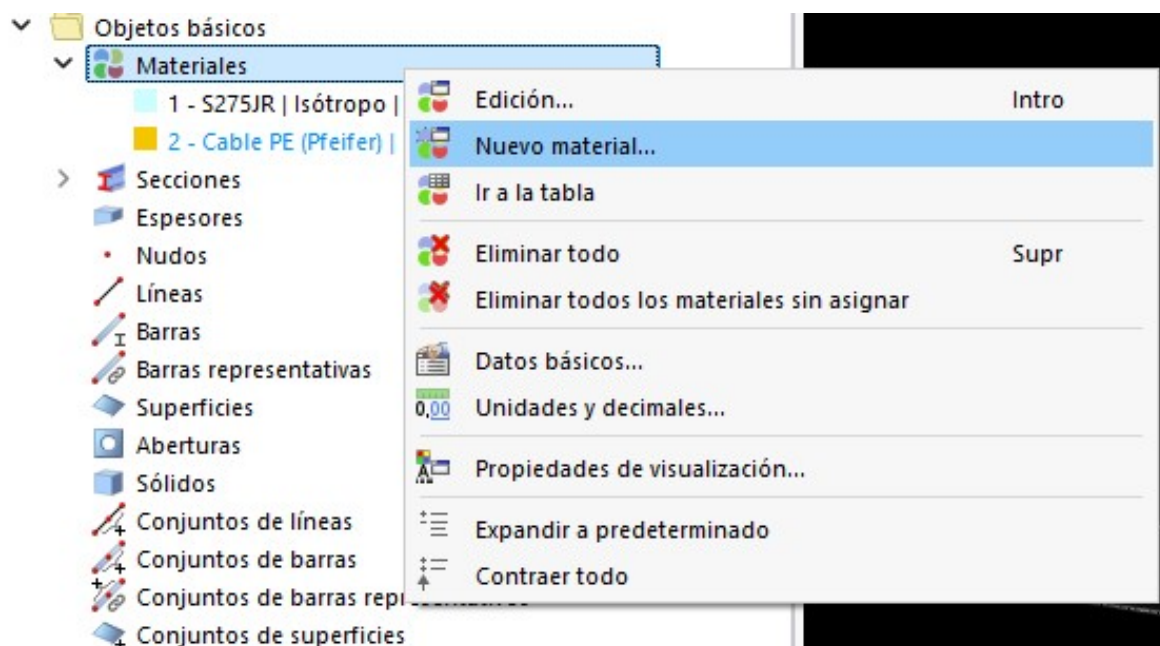 Objetos básicos
Materiales
1 - S275JR | Isótropo |
2 - Cable PE (Pfeifer) |
Secciones
Espesores
Nudos
Líneas
Barras
Barras representativas
Superficies
Aberturas
Sólidos
Conjuntos de líneas
Conjuntos de barras
Conjuntos de barras representativas
Conjuntos de superficies
Edición... Intro
Nuevo material...
Ir a la tabla
Eliminar todo Supr
Eliminar todos los materiales sin asignar
Datos básicos...
0,00 Unidades y decimales...
Propiedades de visualización...
Expandir a predeterminado
Contraer todo